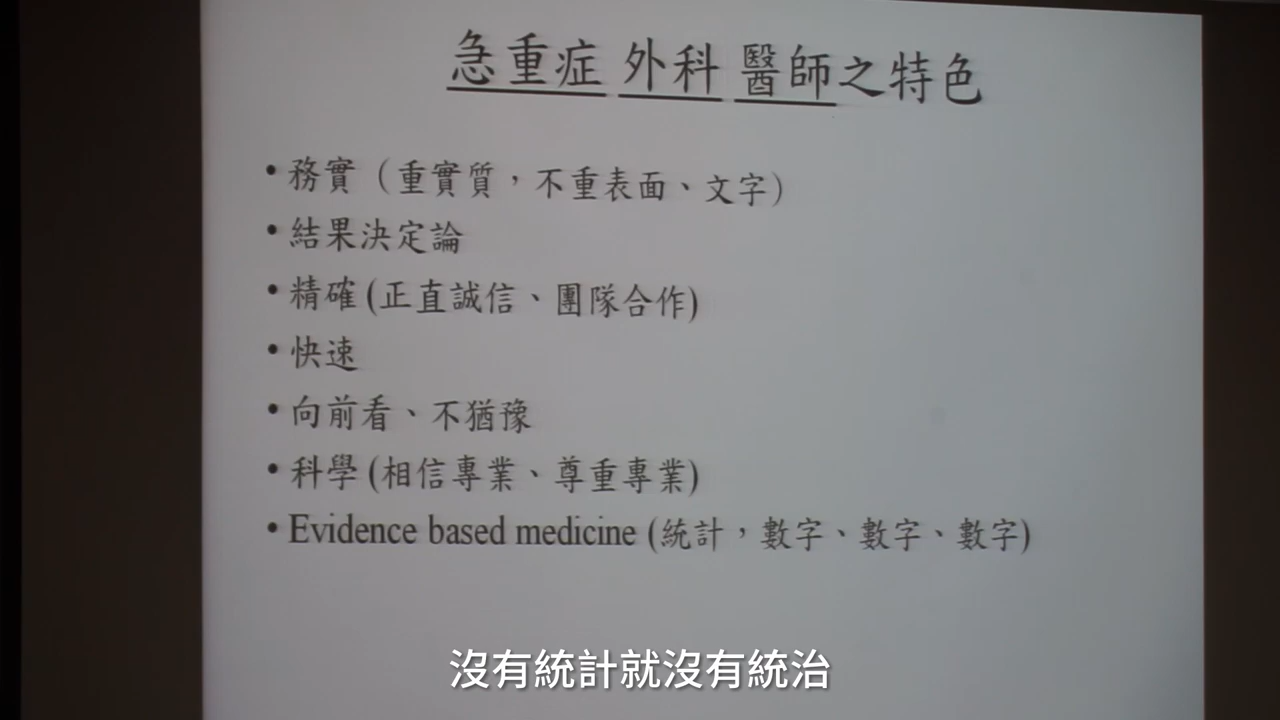 急重症 外科 醫師之特色
• 務實（重實質，不重表面、文字）
• 結果決定論
• 精確(正直誠信、團隊合作)
• 快速
• 向前看、不猶豫
• 科學(相信專業、尊重專業)
• Evidence based medicine (統計，數字、數字、數字)
沒有統計就沒有統治